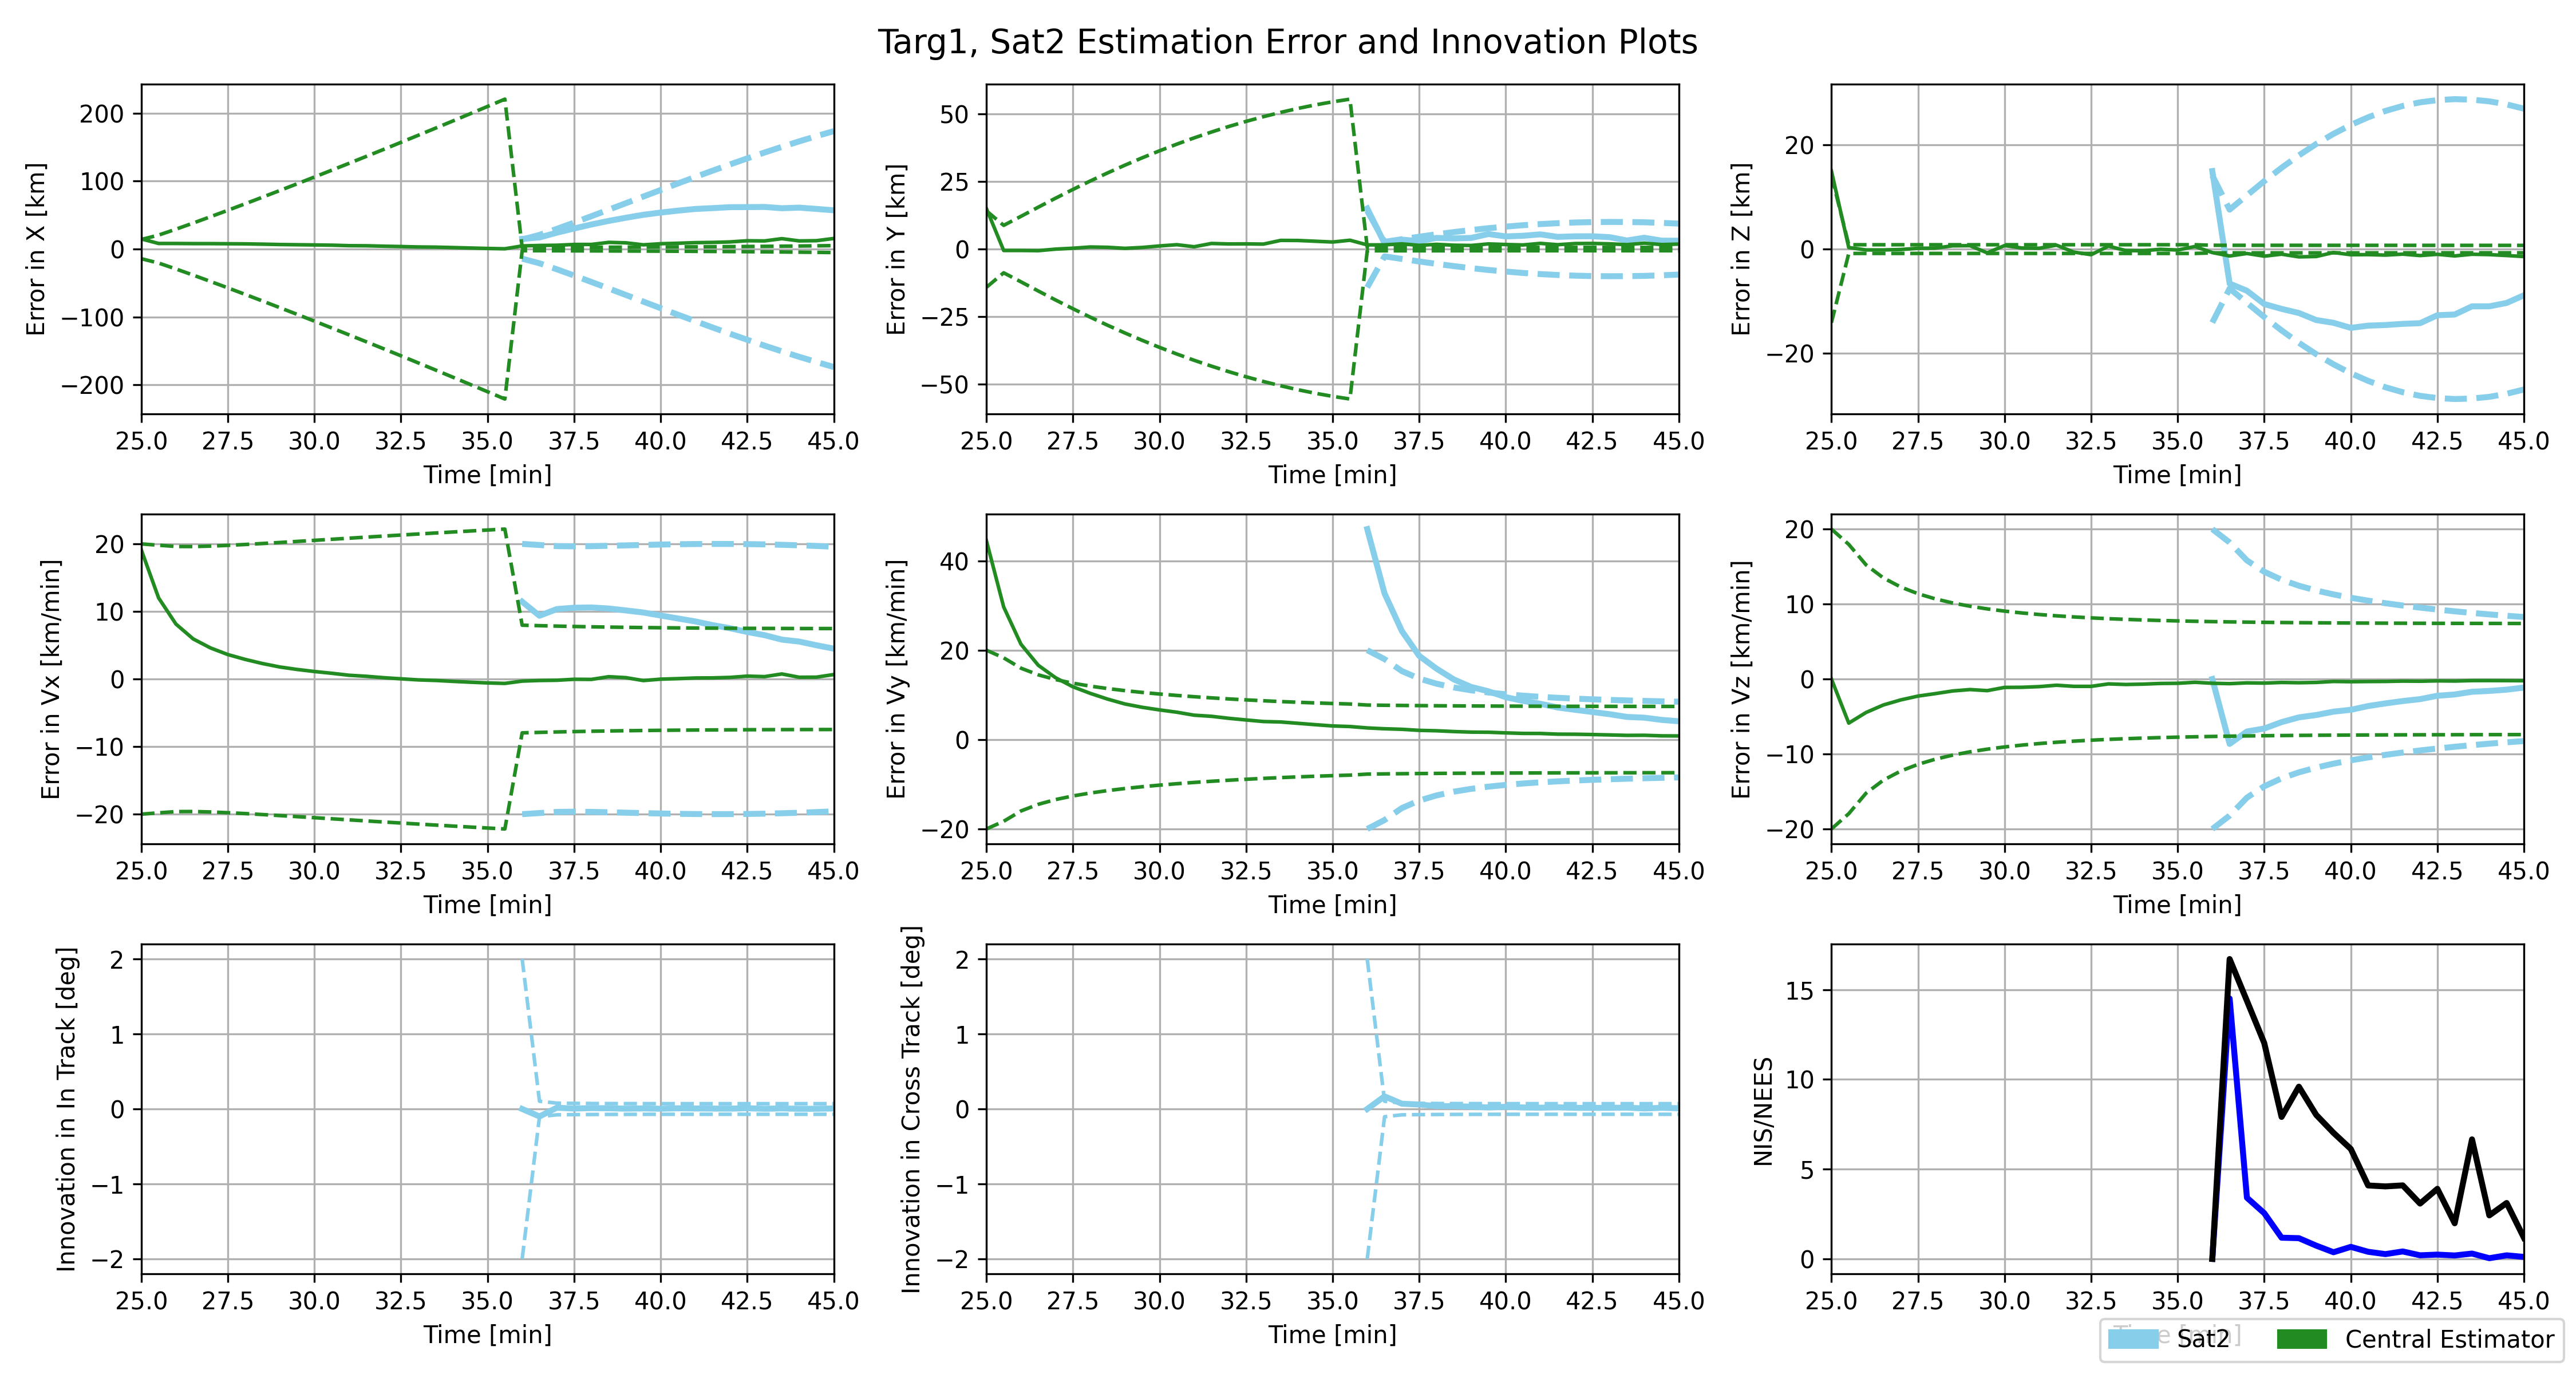 Targ1, Sat2 Estimation Error and Innovation Plots
Error in X [km]
200
100
0
−100
−200
25.0 27.5 30.0 32.5 35.0 37.5 40.0 42.5 45.0
Time [min]
Error in Y [km]
50
25
0
−25
−50
25.0 27.5 30.0 32.5 35.0 37.5 40.0 42.5 45.0
Time [min]
Error in Z [km]
20
0
−20
25.0 27.5 30.0 32.5 35.0 37.5 40.0 42.5 45.0
Time [min]
Error in Vx [km/min]
20
10
0
−10
−20
25.0 27.5 30.0 32.5 35.0 37.5 40.0 42.5 45.0
Time [min]
Error in Vy [km/min]
40
20
0
−20
25.0 27.5 30.0 32.5 35.0 37.5 40.0 42.5 45.0
Time [min]
Error in Vz [km/min]
20
10
0
−10
−20
25.0 27.5 30.0 32.5 35.0 37.5 40.0 42.5 45.0
Time [min]
Innovation in In Track [deg]
2
1
0
−1
−2
25.0 27.5 30.0 32.5 35.0 37.5 40.0 42.5 45.0
Time [min]
Innovation in Cross Track [deg]
2
1
0
−1
−2
25.0 27.5 30.0 32.5 35.0 37.5 40.0 42.5 45.0
Time [min]
NIS/NEES
15
10
5
0
25.0 27.5 30.0 32.5 35.0 37.5 40.0 42.5 45.0
Time [min]
Sat2 Central Estimator